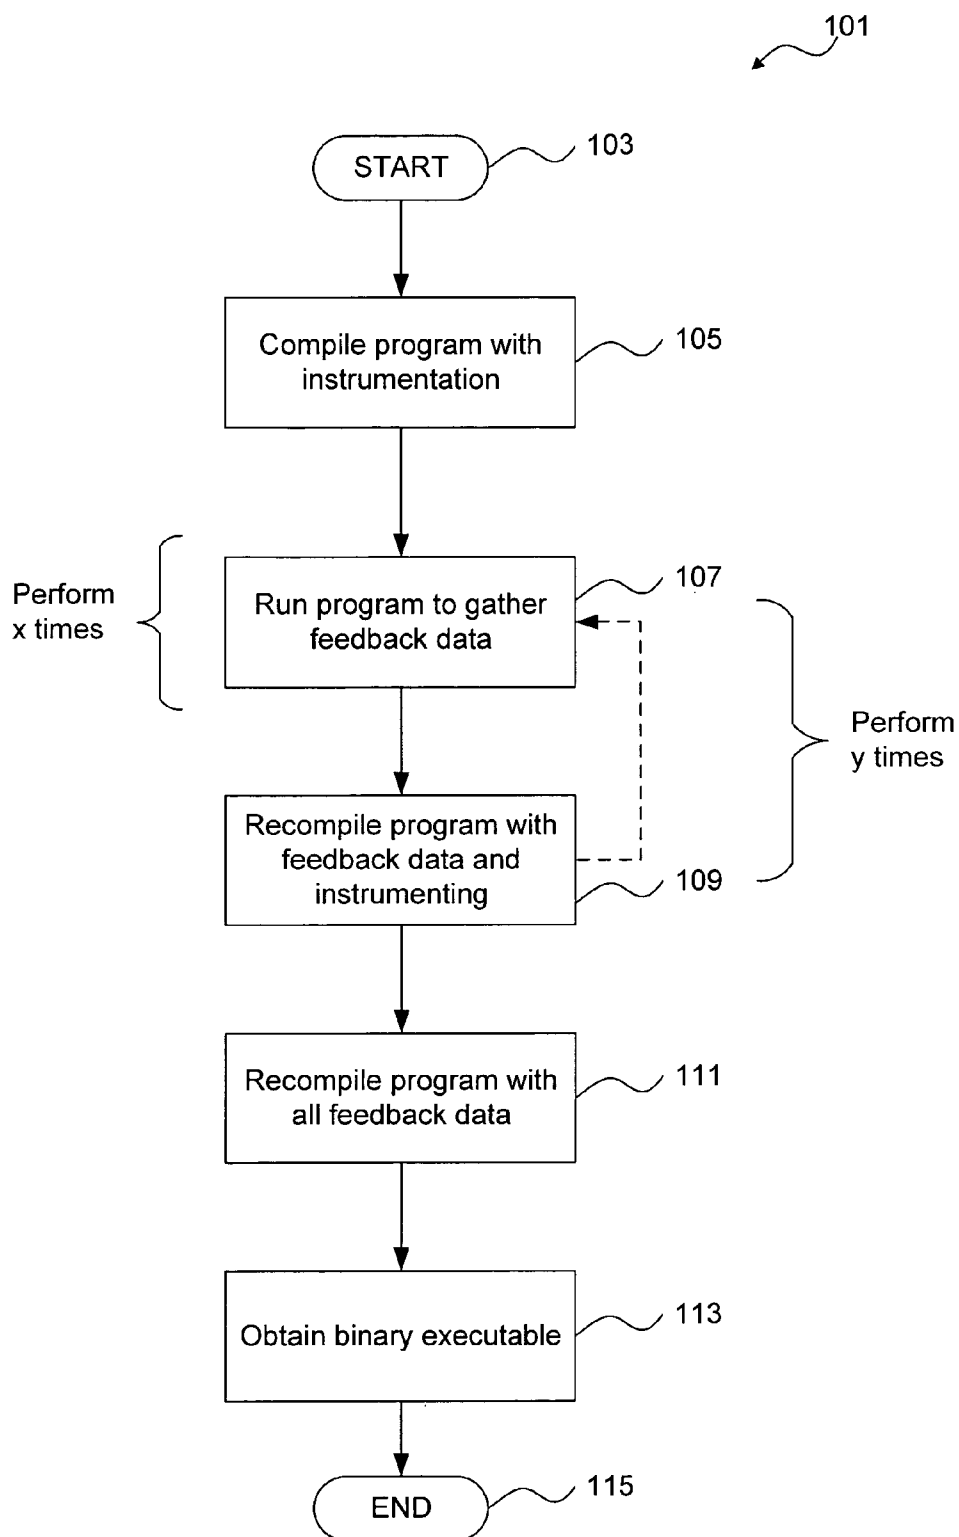 101
START
103
Compile program with
instrumentation
105
Perform
x times
Run program to gather
feedback data
107
Perform
y times
Recompile program with
feedback data and
instrumenting
109
Recompile program with
all feedback data
111
Obtain binary executable
113
END
115